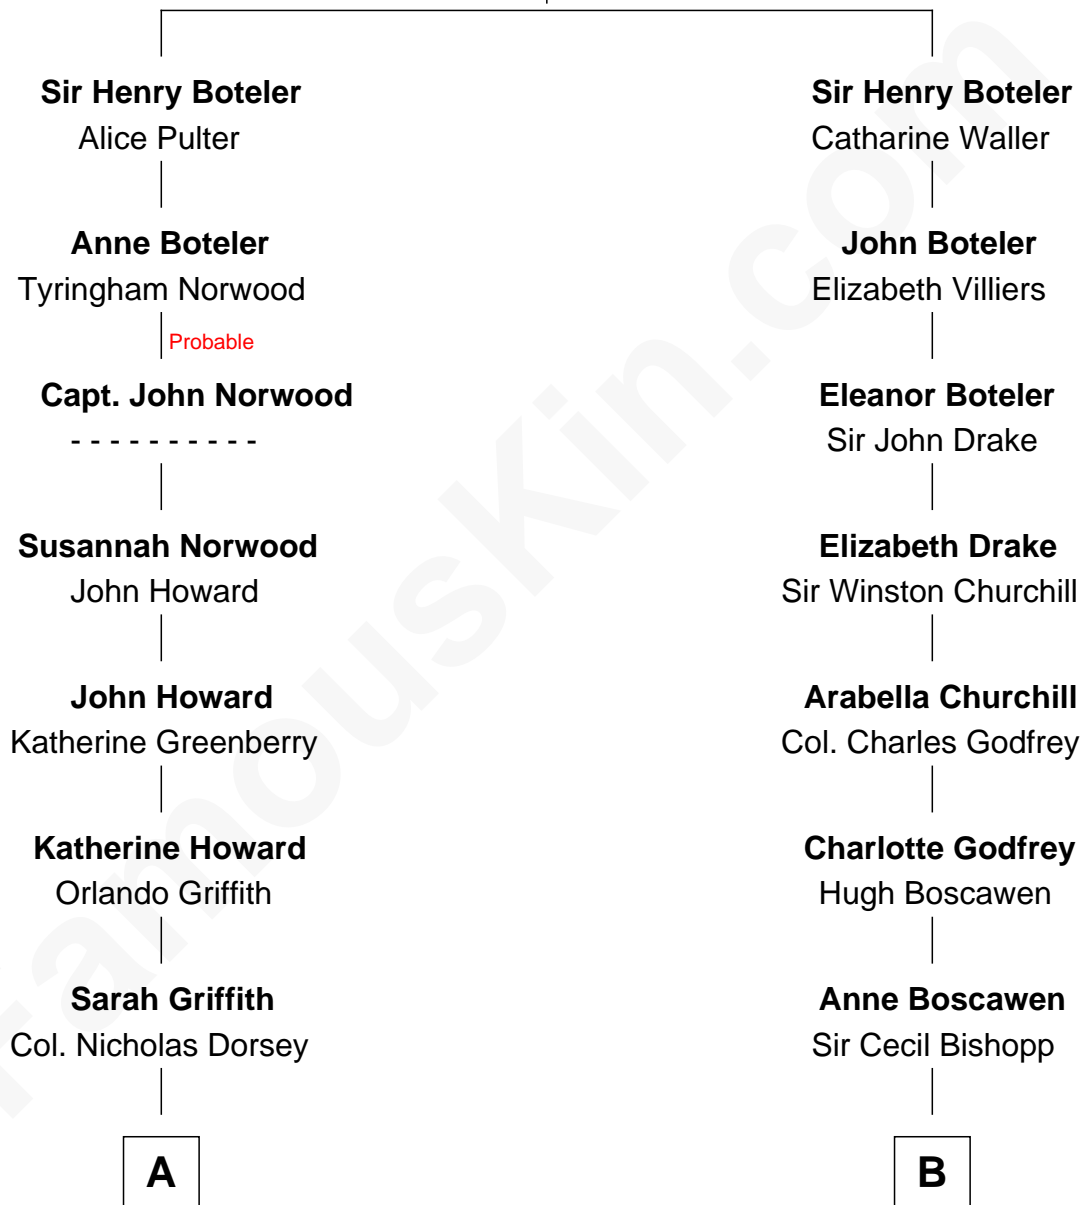 Sir Henry Boteler
Alice Pulter
Anne Boteler
Tyringham Norwood
Probable
Capt. John Norwood
- - - - - - - - - -
Susannah Norwood
John Howard
John Howard
Katherine Greenberry
Katherine Howard
Orlando Griffith
Sarah Griffith
Col. Nicholas Dorsey
A
Sir Henry Boteler
Catharine Waller
John Boteler
Elizabeth Villiers
Eleanor Boteler
Sir John Drake
Elizabeth Drake
Sir Winston Churchill
Arabella Churchill
Col. Charles Godfrey
Charlotte Godfrey
Hugh Boscawen
Anne Boscawen
Sir Cecil Bishopp
B
FamousKin.com